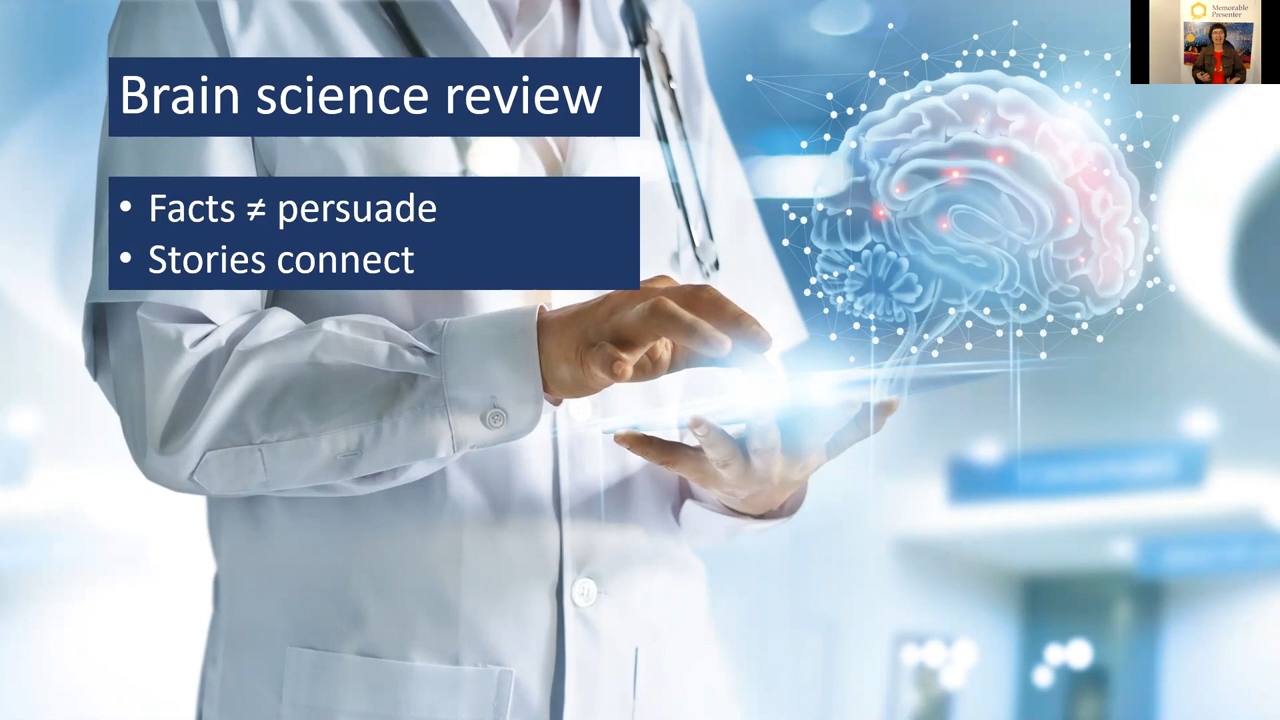 Brain science review
• Facts ≠ persuade
• Stories connect
Memorable
Presenter